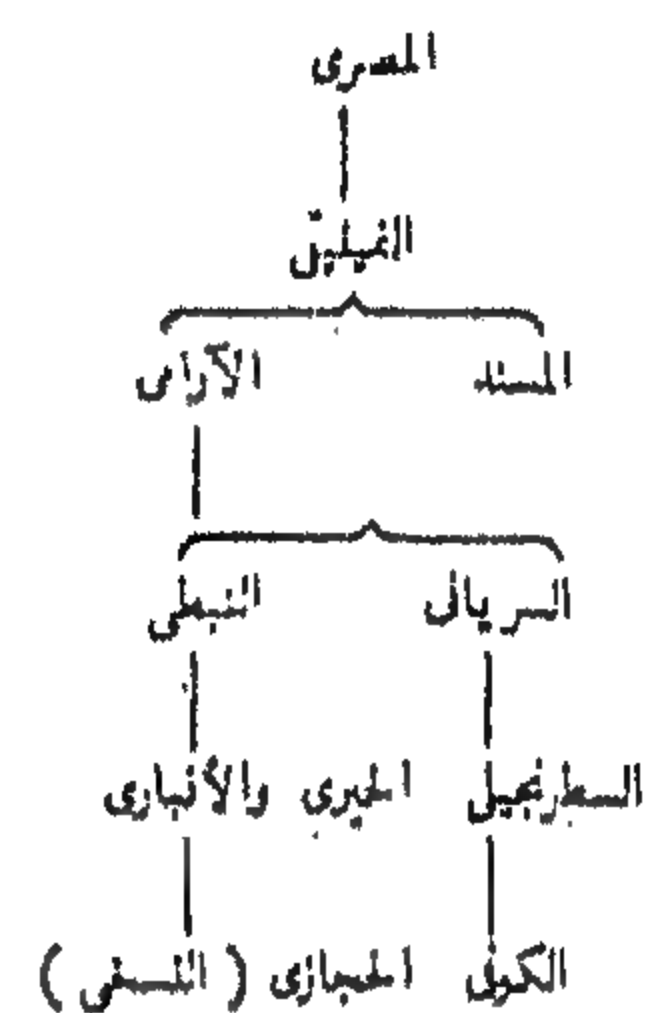 المصرى
الفينيقى
المسند الآرامى
السريانى النبطى
السطرنجيلى الحيرى والأنبارى
الكوفى الحجازى ( النسخى )